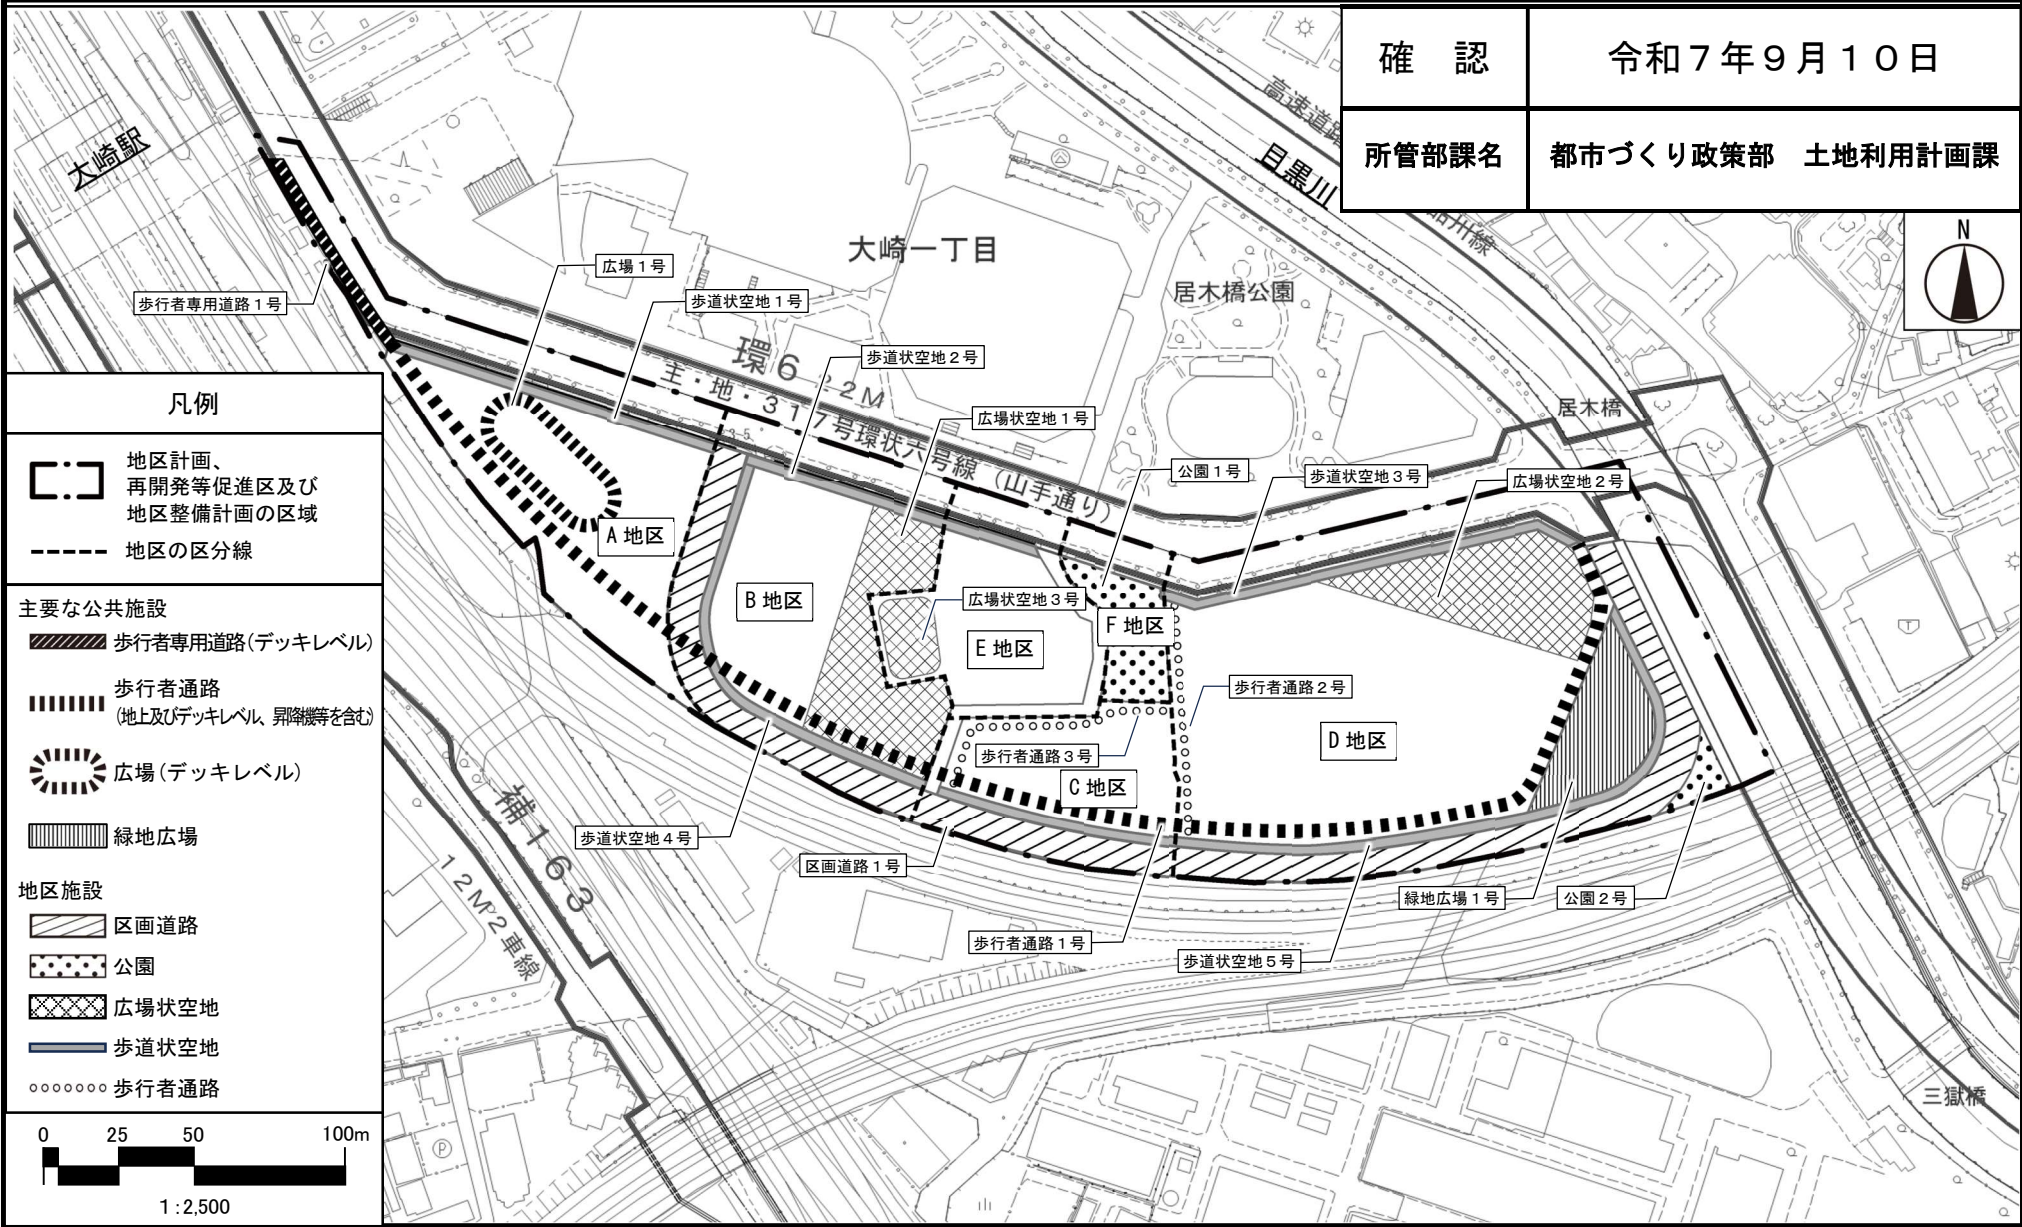 確 認
令和７年９月１０日
所管部課名
都市づくり政策部 土地利用計画課
N
大崎駅
高速道路
品川線
目黒川
大崎一丁目
居木橋公園
居木橋
三獄橋
環６ ２２Ｍ
主・地・３１７号環状六号線（山手通り）
補１６３
１２Ｍ２車線
歩行者専用道路１号
広場１号
歩道状空地１号
歩道状空地２号
広場状空地１号
公園１号
歩道状空地３号
広場状空地２号
A 地区
B 地区
広場状空地３号
E 地区
F 地区
歩行者通路２号
歩行者通路３号
C 地区
D 地区
歩道状空地４号
区画道路１号
歩行者通路１号
歩道状空地５号
緑地広場１号
公園２号
凡例
地区計画、
再開発等促進区及び
地区整備計画の区域
地区の区分線
主要な公共施設
歩行者専用道路(デッキレベル)
歩行者通路
(地上及びデッキレベル、昇降機等を含む)
広場(デッキレベル)
緑地広場
地区施設
区画道路
公園
広場状空地
歩道状空地
歩行者通路
0 25 50 100m
1:2,500